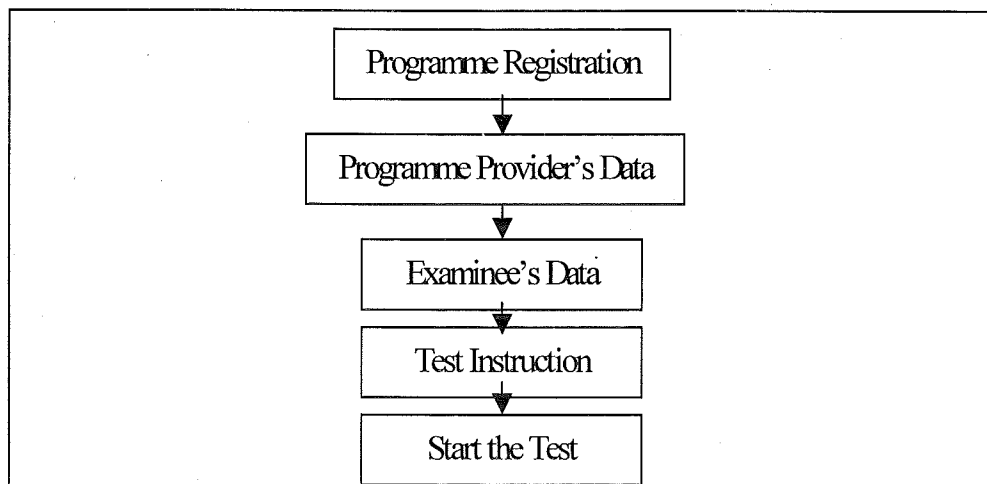 Programme Registration
Programme Provider's Data
Examinee's Data
Test Instruction
Start the Test